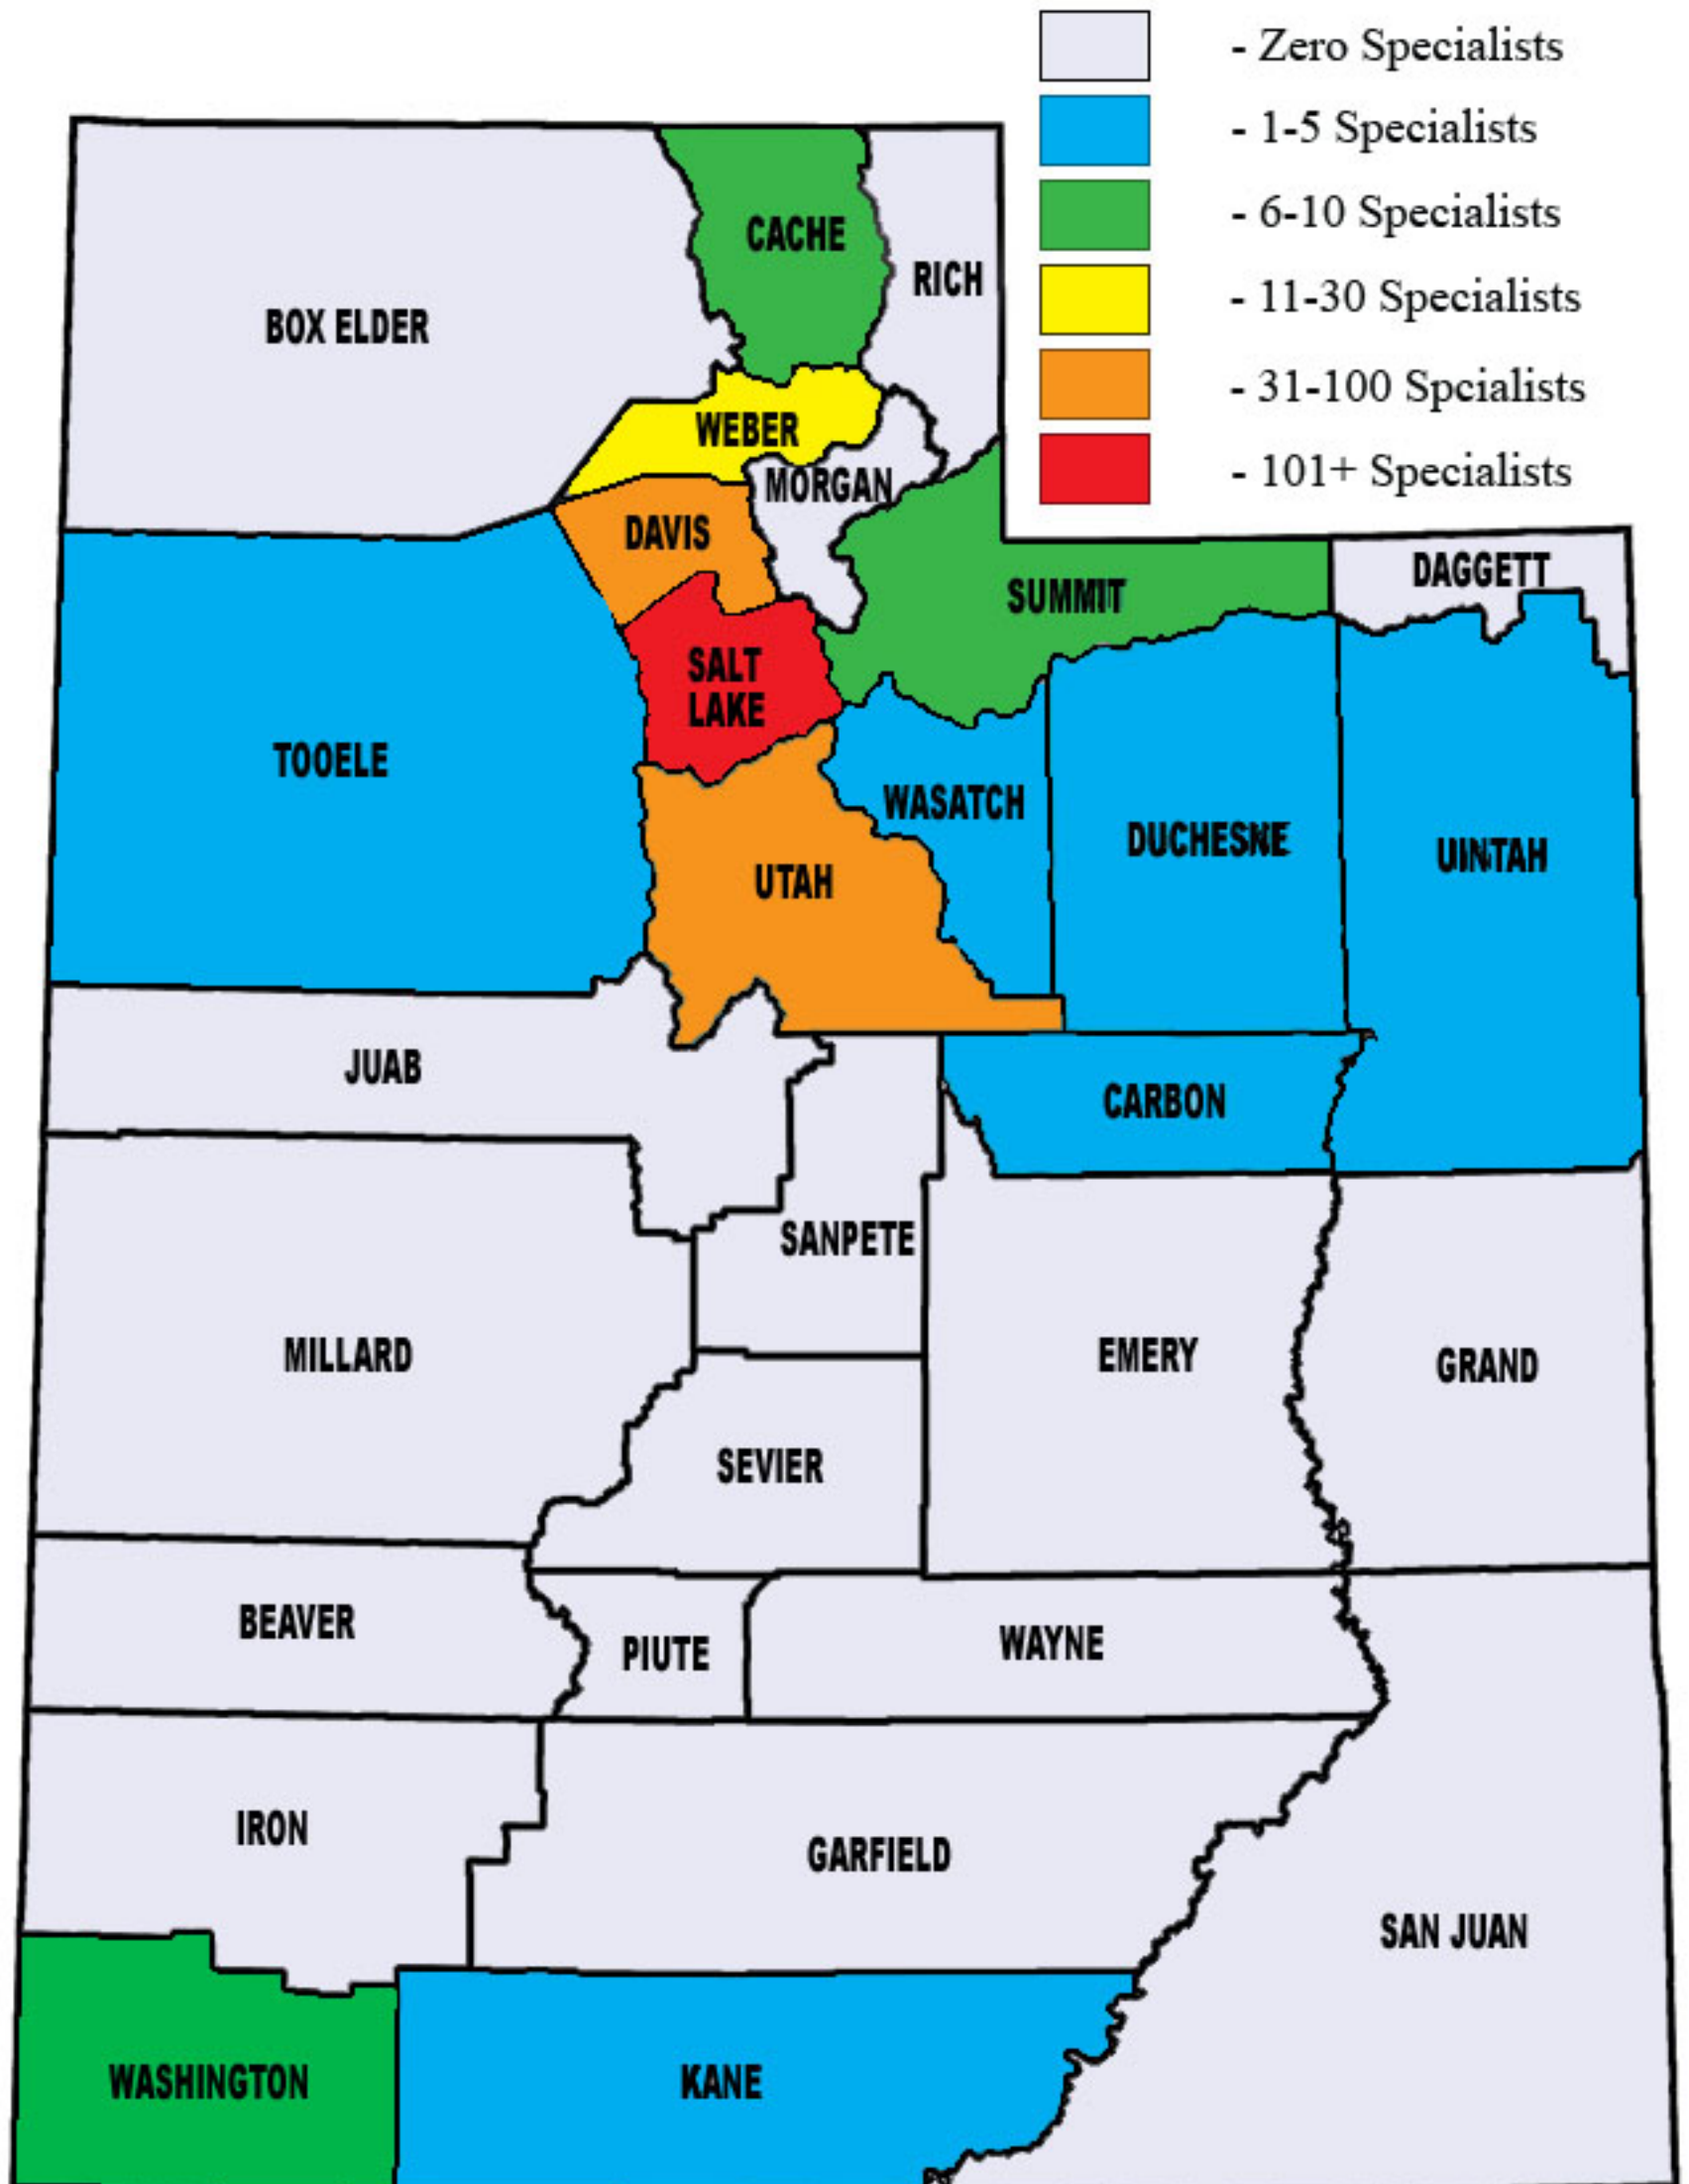 - Zero Specialists
- 1-5 Specialists
- 6-10 Specialists
- 11-30 Specialists
- 31-100 Spcialists
- 101+ Specialists
CACHE
RICH
BOX ELDER
WEBER
MORGAN
DAVIS
DAGGETT
SUMMIT
SALT
LAKE
TOOELE
WASATCH
DUCHESNE
UINTAH
UTAH
JUAB
CARBON
SANPETE
MILLARD
EMERY
GRAND
SEVIER
BEAVER
PIUTE
WAYNE
IRON
GARFIELD
SAN JUAN
WASHINGTON
KANE